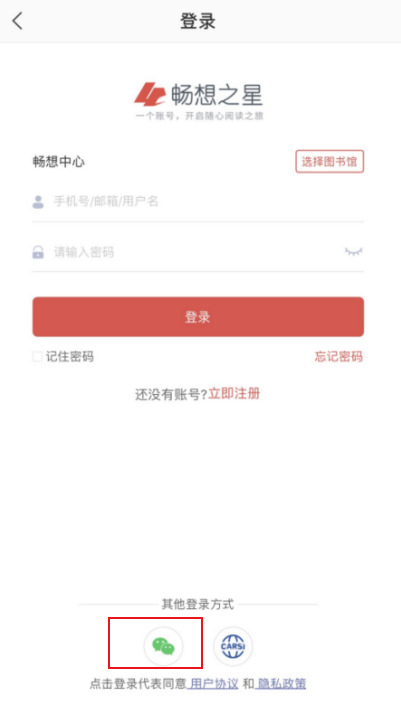 登录
畅想之星
一个账号，开启随心阅读之旅
畅想中心 选择图书馆
手机号/邮箱/用户名
请输入密码
登录
记住密码 忘记密码
还没有账号?立即注册
其他登录方式
CARSI
点击登录代表同意 用户协议 和 隐私政策